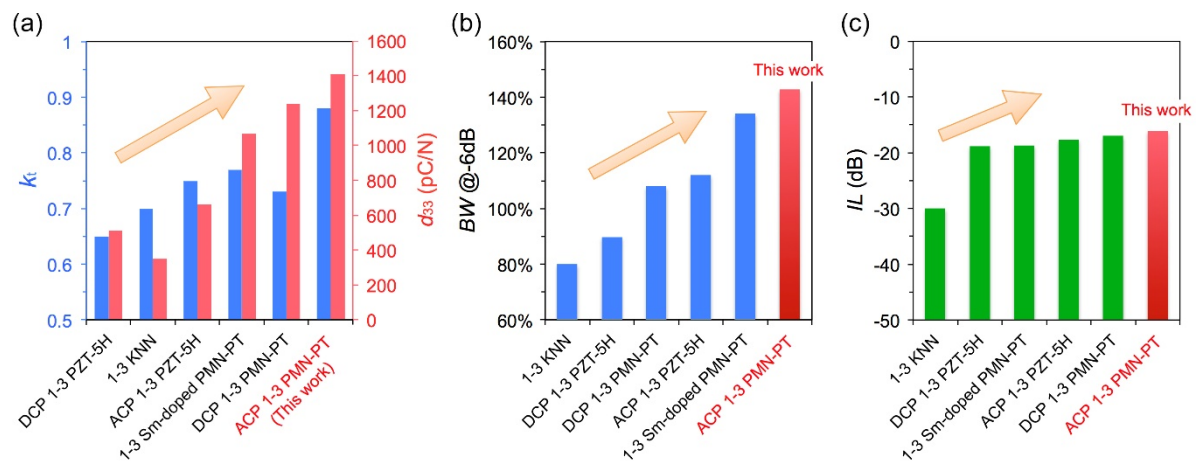 (a)
1
0.9
0.8
0.7
0.6
0.5
kt
1600
1400
1200
1000
800
600
400
200
0
d33 (pC/N)
DCP 1-3 PZT-5H
1-3 KNN
ACP 1-3 PZT-5H
1-3 Sm-doped PMN-PT
DCP 1-3 PMN-PT
ACP 1-3 PMN-PT
(This work)
(b)
160%
140%
120%
100%
80%
60%
BW @-6dB
This work
1-3 KNN
DCP 1-3 PZT-5H
DCP 1-3 PMN-PT
ACP 1-3 PZT-5H
1-3 Sm-doped PMN-PT
ACP 1-3 PMN-PT
(c)
0
-10
-20
-30
-40
-50
IL (dB)
This work
1-3 KNN
DCP 1-3 PZT-5H
1-3 Sm-doped PMN-PT
ACP 1-3 PZT-5H
DCP 1-3 PMN-PT
ACP 1-3 PMN-PT